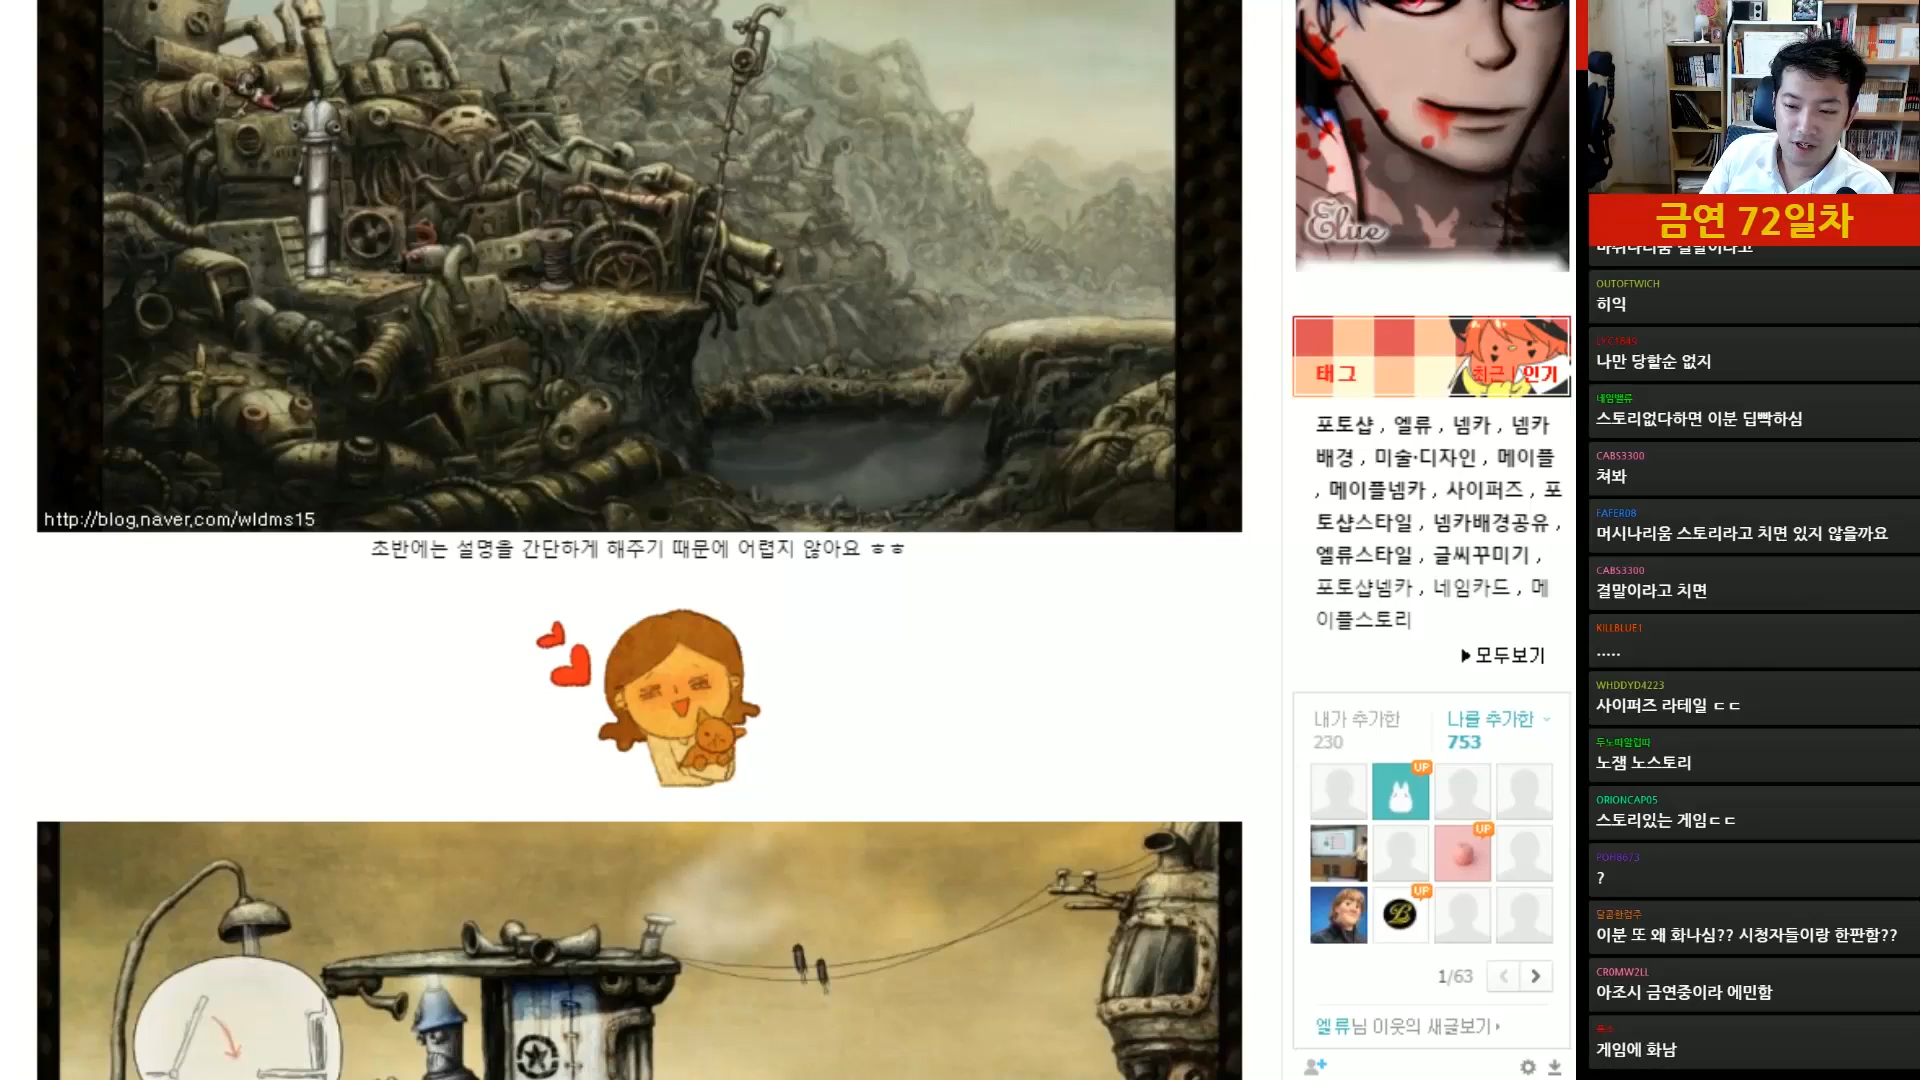 http://blog.naver.com/wldms15
초반에는 설명을 간단하게 해주기 때문에 어렵지 않아요 ㅎㅎ
Elue
태그
최근 | 인기
포토샵 , 엘류 , 넴카 , 넴카
배경 , 미술·디자인 , 메이플
, 메이플넴카 , 사이퍼즈 , 포
토샵스타일 , 넴카배경공유 ,
엘류스타일 , 글씨꾸미기 ,
포토샵넴카 , 네임카드 , 메
이플스토리
모두보기
내가 추가한
230
나를 추가한
753
UP
UP
UP
1/63
엘류님 이웃의 새글보기
금연 72일차
OUTOFTWICH
히익
LYC1849
나만 당할순 없지
네임밸류
스토리없다하면 이분 딥빡하심
CABS3300
쳐봐
FAFER08
머시나리움 스토리라고 치면 있지 않을까요
CABS3300
결말이라고 치면
KILLBLUE1
.....
WHDDYD4223
사이퍼즈 라테일 ㄷㄷ
노잼 노스토리
ORIONCAP05
스토리있는 게임ㄷㄷ
POH8673
?
달콤한럼주
이분 또 왜 화나심?? 시청자들이랑 한판함??
CROMW2LL
아조시 금연중이라 에민함
게임에 화남